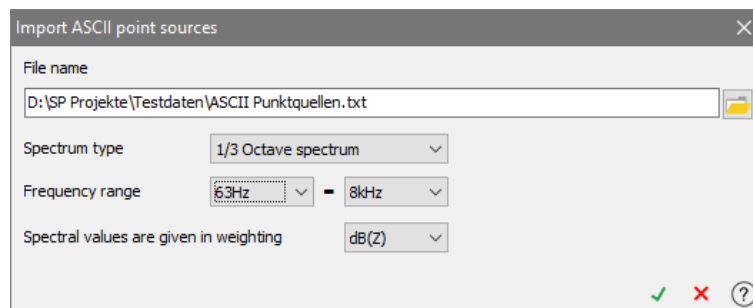 Import ASCII point sources
File name
D:\SP Projekte\Testdaten\ASCII Punktquellen.txt
Spectrum type 1/3 Octave spectrum
Frequency range 63Hz - 8kHz
Spectral values are given in weighting dB(Z)